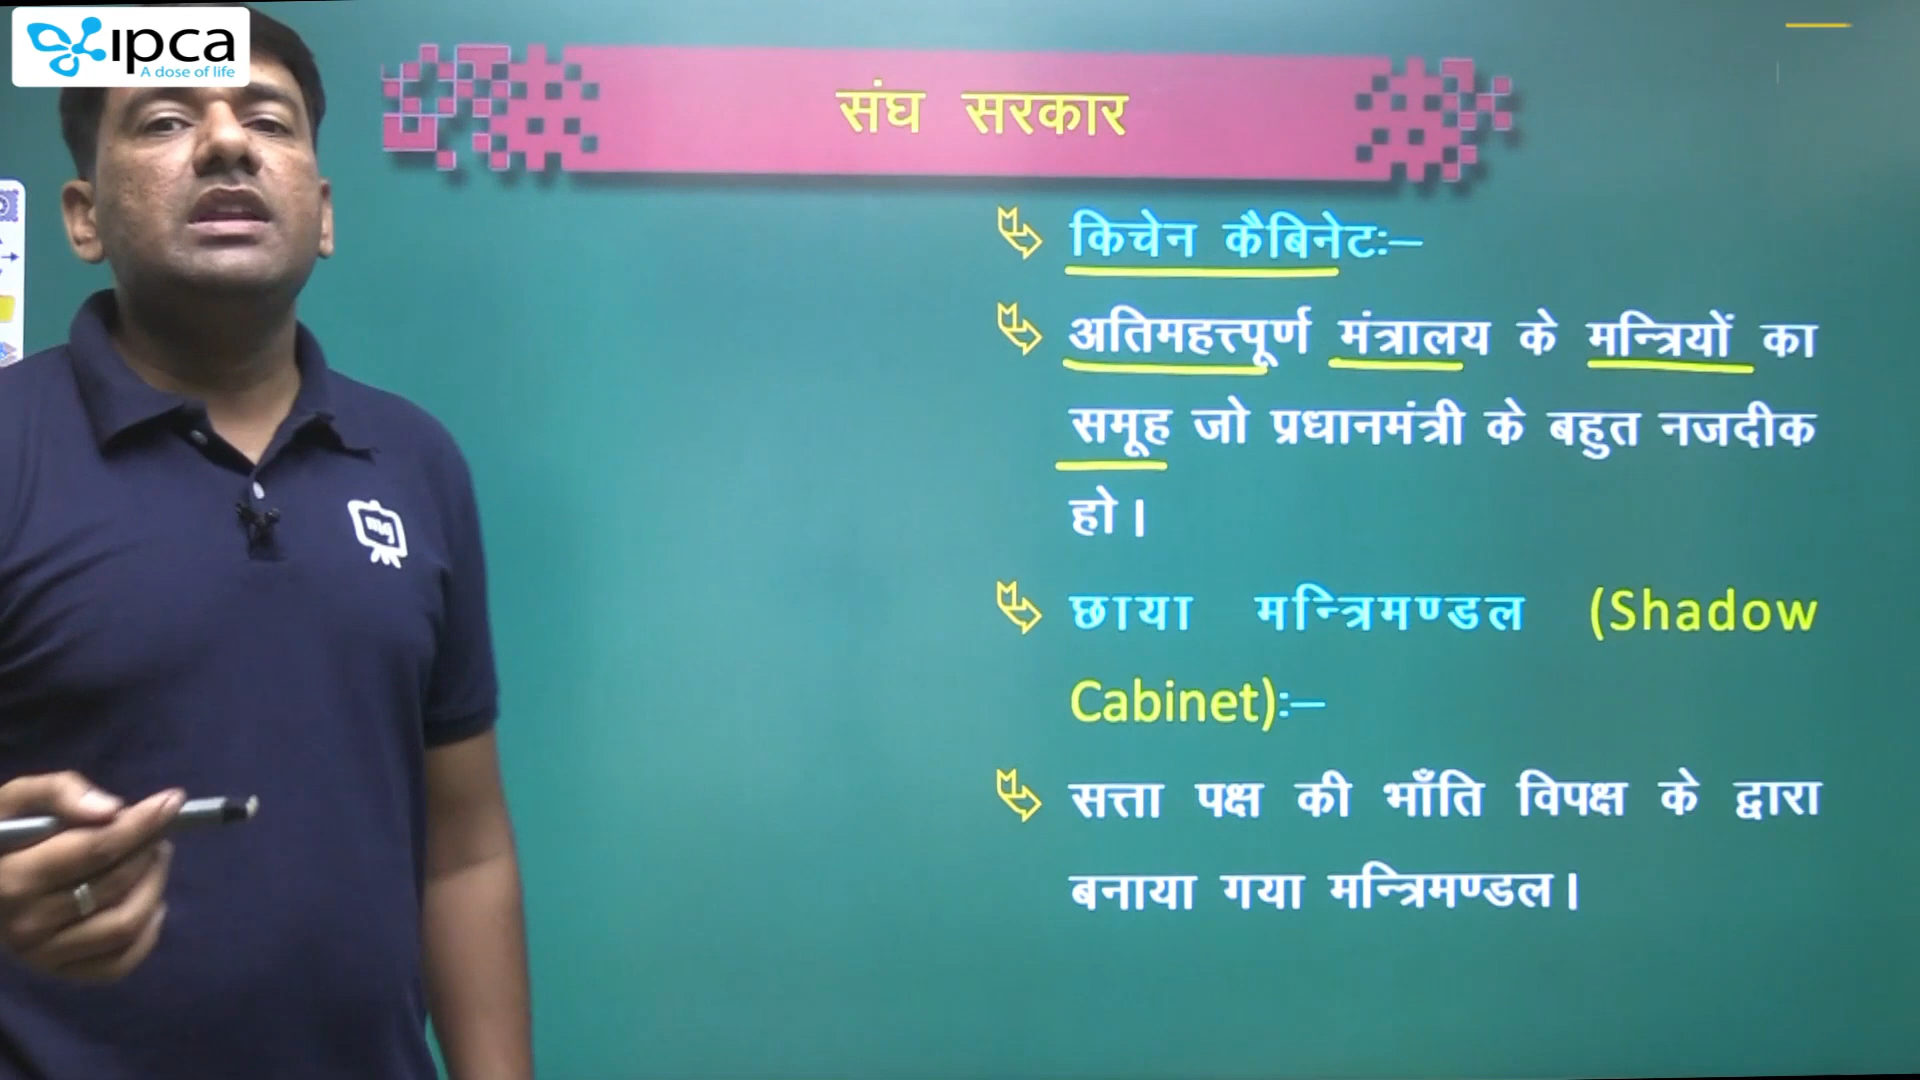 ipca
A dose of life
संघ सरकार
किचेन कैबिनेट:–
अतिमहत्त्पूर्ण मंत्रालय के मन्त्रियों का
समूह जो प्रधानमंत्री के बहुत नजदीक
हो।
छाया मन्त्रिमण्डल (Shadow
Cabinet):–
सत्ता पक्ष की भाँति विपक्ष के द्वारा
बनाया गया मन्त्रिमण्डल।
mg